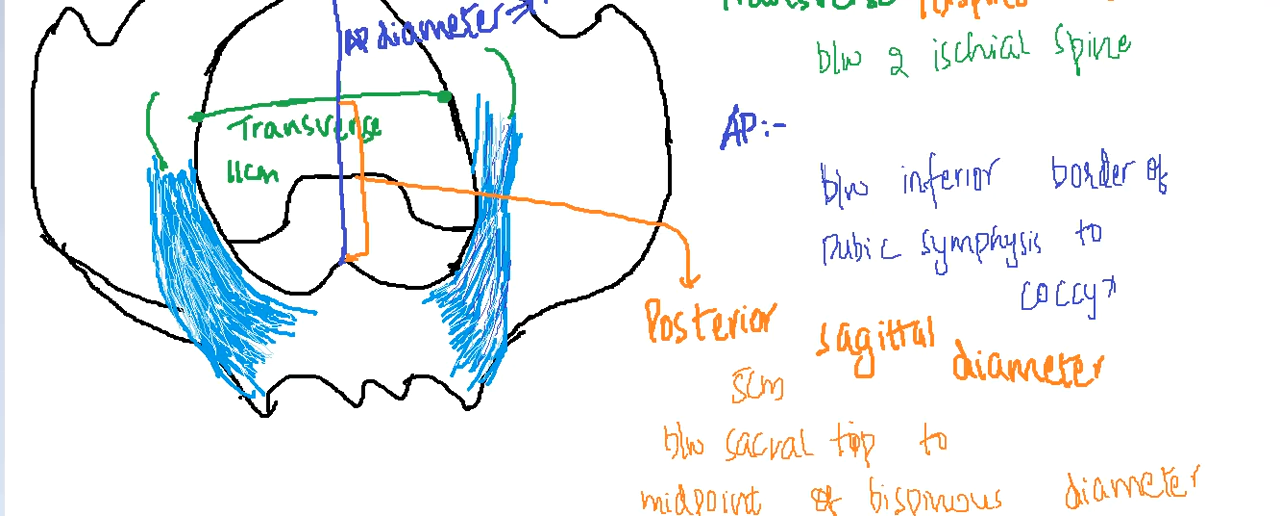 AP diameter →
Transverse
b/w 2 ischial spine
Transverse
11cm
AP:-
b/w inferior border of
pubic symphysis to
coccyx
Posterior sagittal diameter
5cm
b/w sacral tip to
midpoint of bispinous diameter